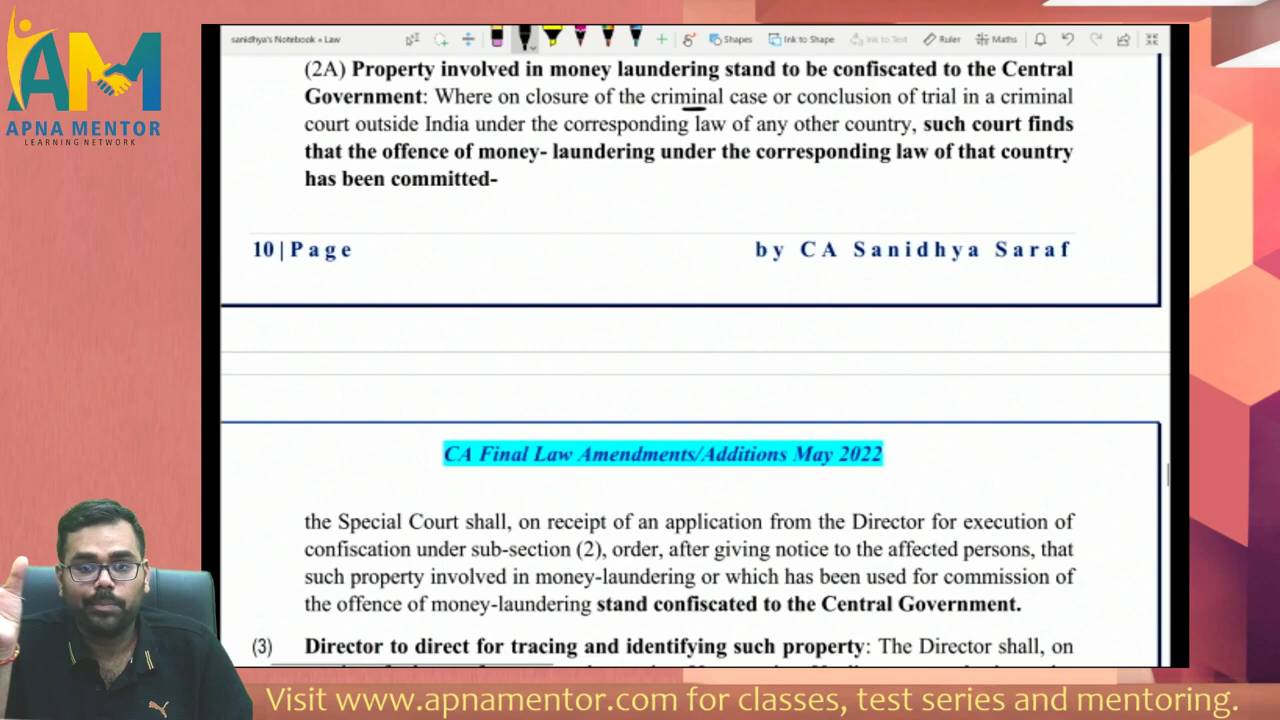 AM
APNA MENTOR
LEARNING NETWORK
sanidhya's Notebook » Law
Shapes
Ink to Shape
Ink to Text
Ruler
Maths
(2A) Property involved in money laundering stand to be confiscated to the Central
Government: Where on closure of the criminal case or conclusion of trial in a criminal
court outside India under the corresponding law of any other country, such court finds
that the offence of money- laundering under the corresponding law of that country
has been committed-
10 | P a g e
by CA Sanidhya Saraf
CA Final Law Amendments/Additions May 2022
the Special Court shall, on receipt of an application from the Director for execution of
confiscation under sub-section (2), order, after giving notice to the affected persons, that
such property involved in money-laundering or which has been used for commission of
the offence of money-laundering stand confiscated to the Central Government.
(3) Director to direct for tracing and identifying such property: The Director shall, on
Visit www.apnamentor.com for classes, test series and mentoring.